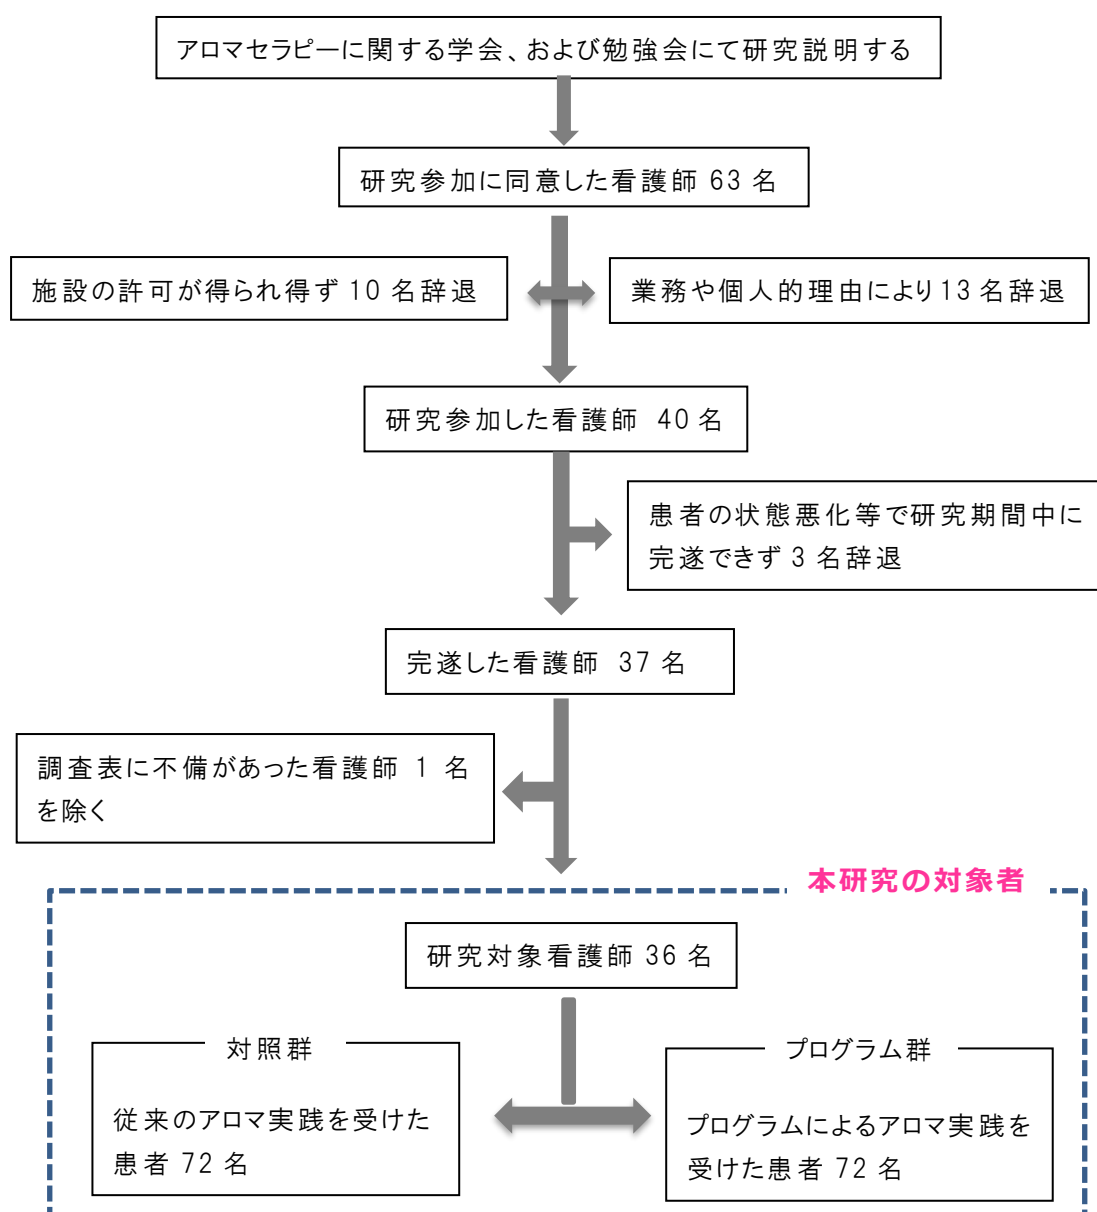 アロマセラピーに関する学会、および勉強会にて研究説明する
研究参加に同意した看護師 63 名
施設の許可が得られ得ず 10 名辞退
業務や個人的理由により 13 名辞退
研究参加した看護師 40 名
患者の状態悪化等で研究期間中に
完遂できず 3 名辞退
完遂した看護師 37 名
調査表に不備があった看護師 1 名
を除く
本研究の対象者
研究対象看護師 36 名
対照群
従来のアロマ実践を受けた
患者 72 名
プログラム群
プログラムによるアロマ実践を
受けた患者 72 名